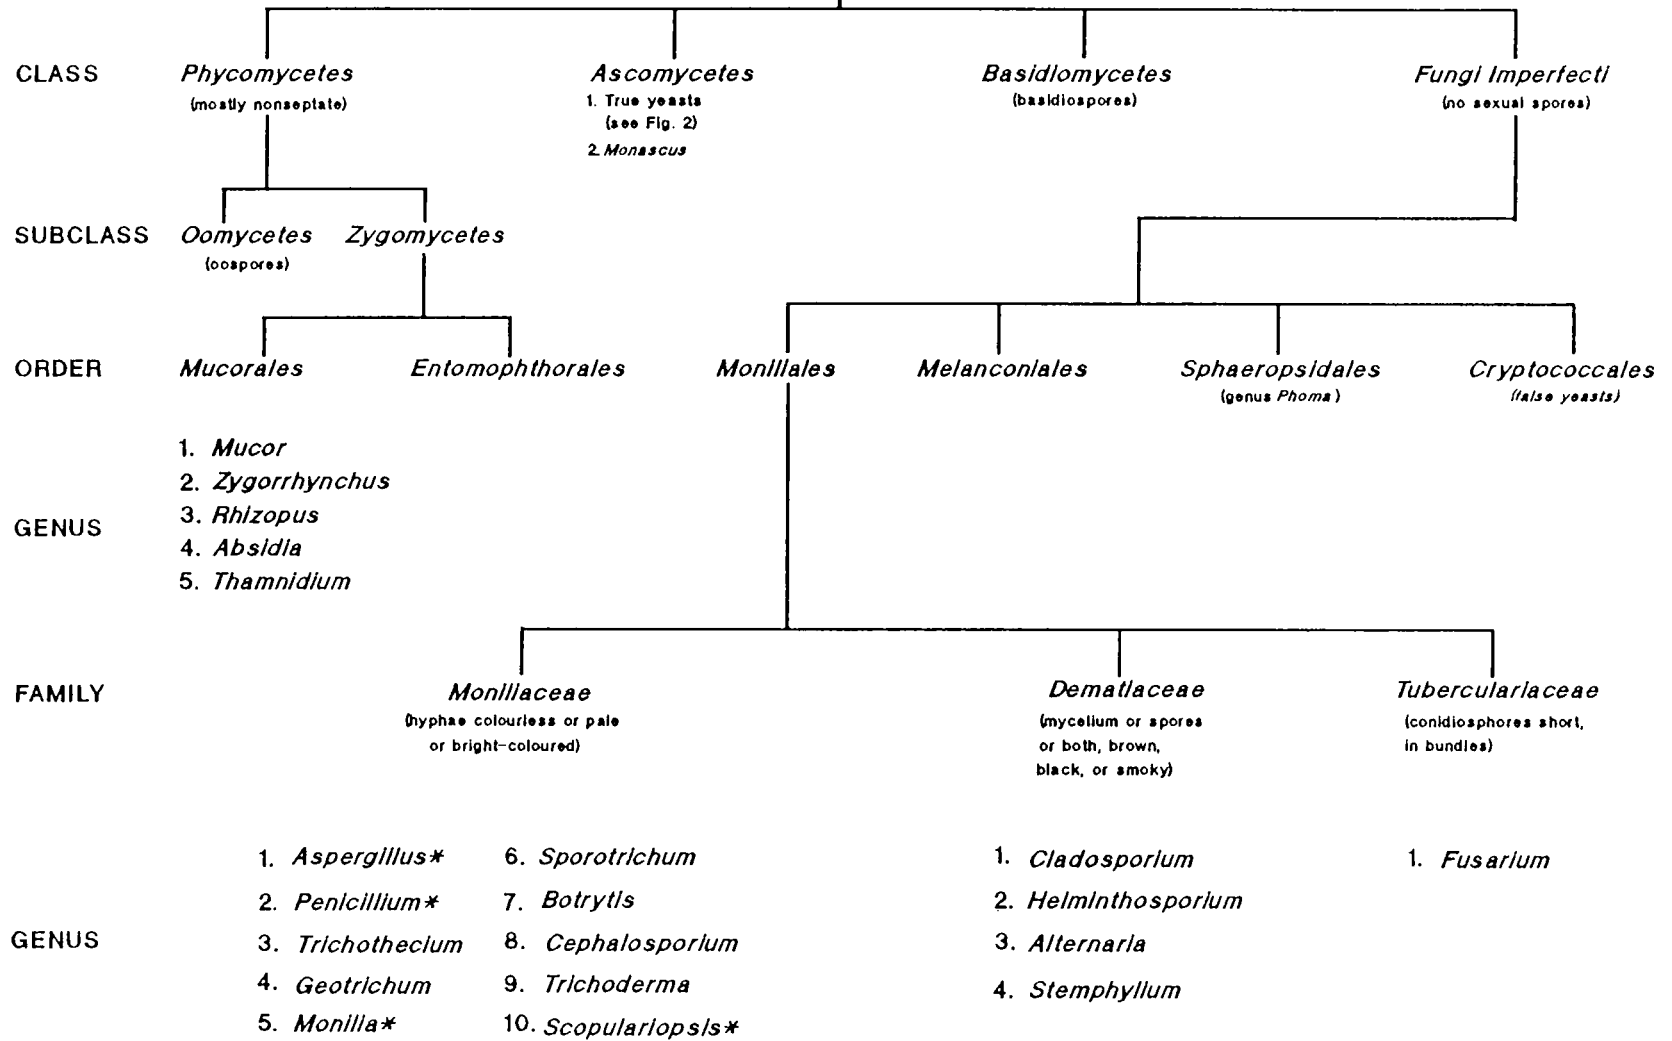 CLASS Phycomycetes Ascomycetes Basidiomycetes Fungi Imperfecti
(mostly nonseptate) 1. True yeasts (basidiospores) (no sexual spores)
(see Fig. 2)
2. Monascus
SUBCLASS Oomycetes Zygomycetes
(oospores)
ORDER Mucorales Entomophthorales Moniliales Melanconiales Sphaeropsidales Cryptococcales
(genus Phoma) (false yeasts)
1. Mucor
2. Zygorrhynchus
GENUS 3. Rhizopus
4. Absidia
5. Thamnidium
FAMILY Moniliaceae Dematiaceae Tuberculariaceae
(hyphae colourless or pale (mycelium or spores (conidiosphores short,
or bright-coloured) or both, brown, in bundles)
black, or smoky)
1. Aspergillus* 6. Sporotrichum 1. Cladosporium 1. Fusarium
2. Penicillium* 7. Botrytis 2. Helminthosporium
GENUS 3. Trichothecium 8. Cephalosporium 3. Alternaria
4. Geotrichum 9. Trichoderma 4. Stemphylium
5. Monilia* 10. Scopulariopsis*